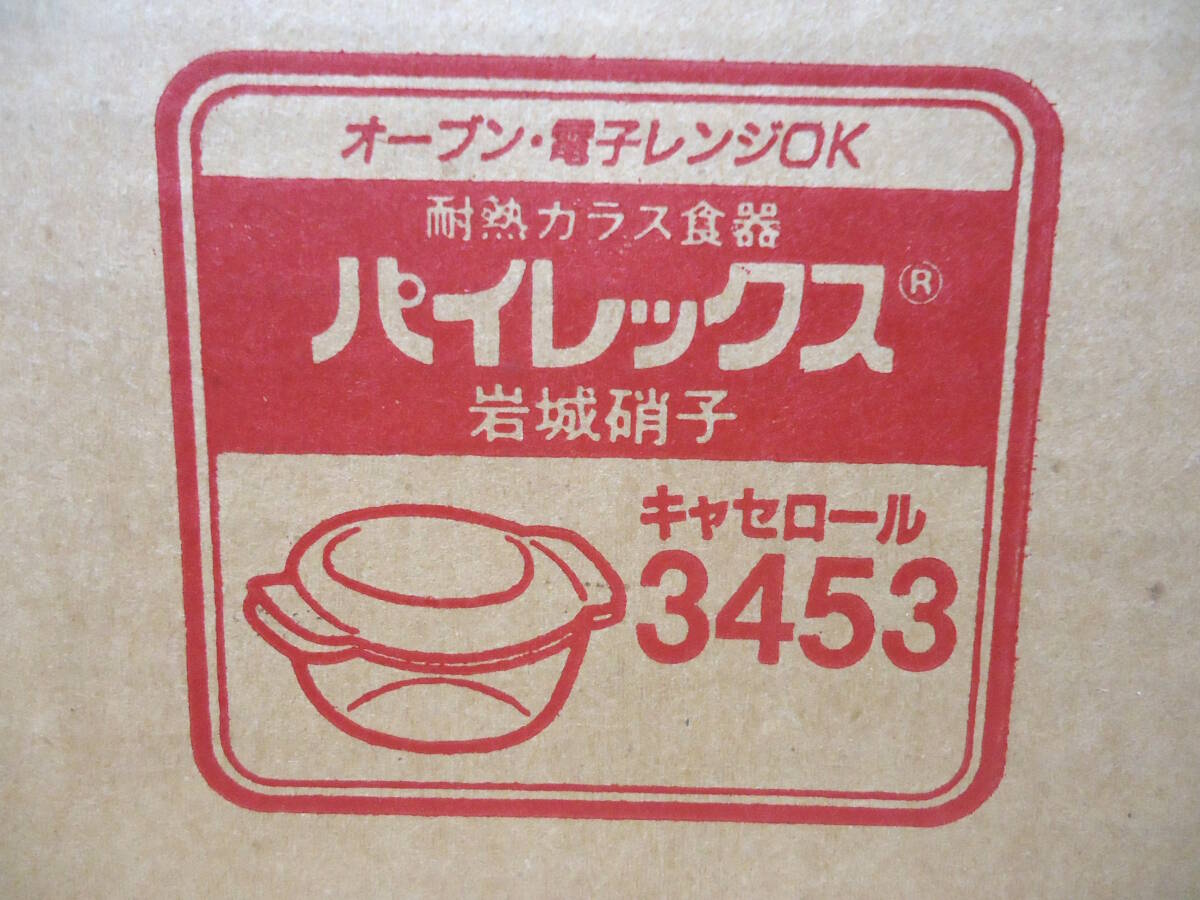 オーブン・電子レンジOK
耐熱ガラス食器
パイレックス®
岩城硝子
キャセロール
3453